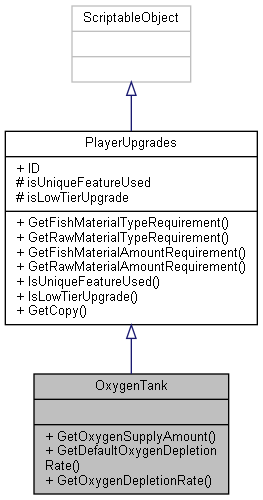 ScriptableObject
PlayerUpgrades
+ ID
# isUniqueFeatureUsed
# isLowTierUpgrade
+ GetFishMaterialTypeRequirement()
+ GetRawMaterialTypeRequirement()
+ GetFishMaterialAmountRequirement()
+ GetRawMaterialAmountRequirement()
+ IsUniqueFeatureUsed()
+ IsLowTierUpgrade()
+ GetCopy()
OxygenTank
+ GetOxygenSupplyAmount()
+ GetDefaultOxygenDepletion
Rate()
+ GetOxygenDepletionRate()